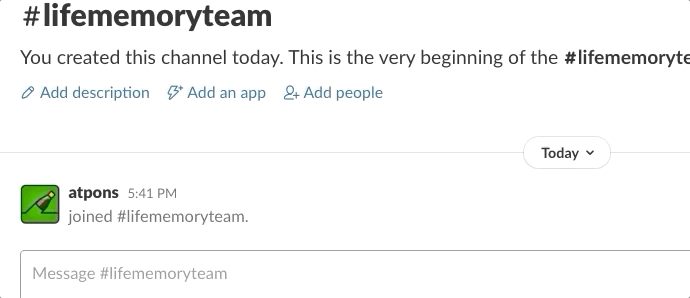 #lifememoryteam
You created this channel today. This is the very beginning of the #lifememoryte
Add description Add an app Add people
Today
atpons 5:41 PM
joined #lifememoryteam.
Message #lifememoryteam